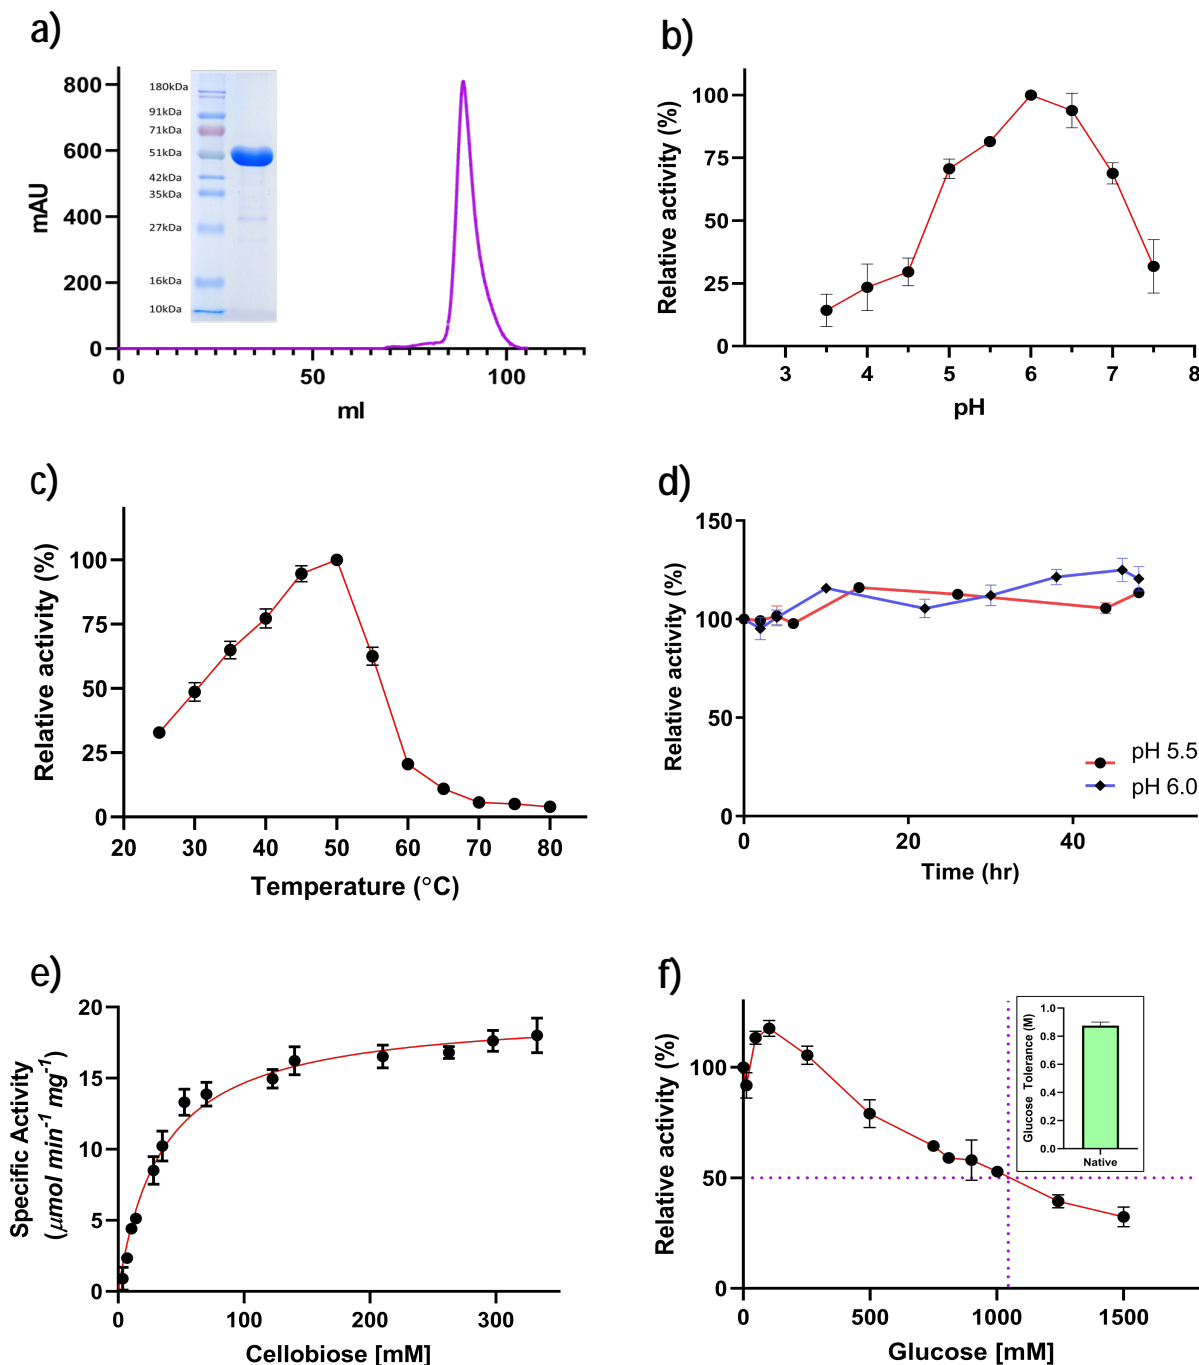 a)
mAU
800
600
400
200
0
180kDa
91kDa
71kDa
51kDa
42kDa
35kDa
27kDa
16kDa
10kDa
0 50 100
ml
b)
Relative activity (%)
100
75
50
25
0
3 4 5 6 7 8
pH
c)
Relative activity (%)
100
75
50
25
0
20 30 40 50 60 70 80
Temperature (°C)
d)
Relative activity (%)
150
100
50
0
pH 5.5
pH 6.0
0 20 40
Time (hr)
e)
Specific Activity
(μmol min⁻¹ mg⁻¹)
20
15
10
5
0
0 100 200 300
Cellobiose [mM]
f)
Relative activity (%)
100
50
0
Glucose Tolerance (M)
1.0
0.8
0.6
0.4
0.2
0.0
Native
0 500 1000 1500
Glucose [mM]